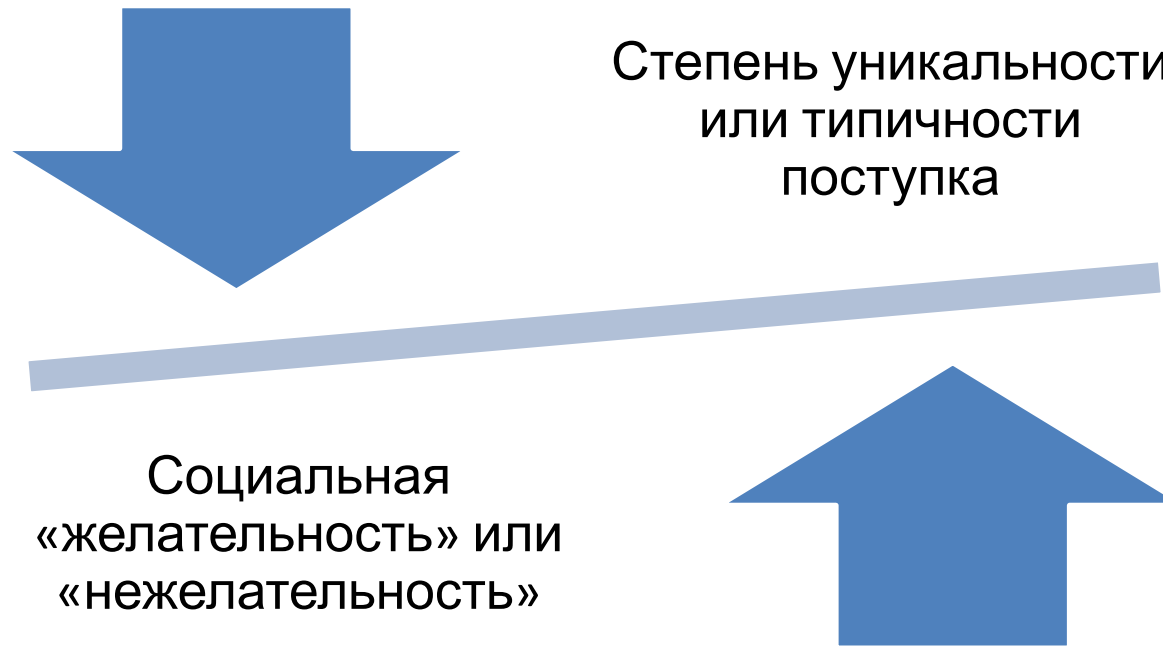 Степень уникальности
или типичности
поступка
Социальная
«желательность» или
«нежелательность»